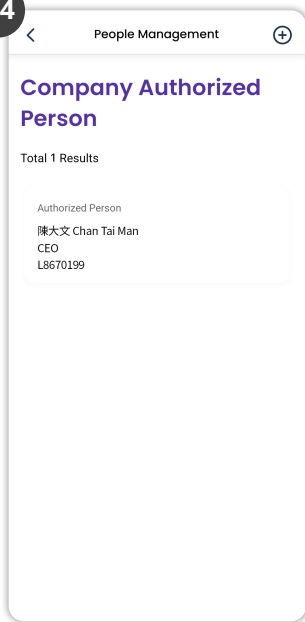 4
People Management
Company Authorized
Person
Total 1 Results
Authorized Person
陳大文 Chan Tai Man
CEO
L8670199